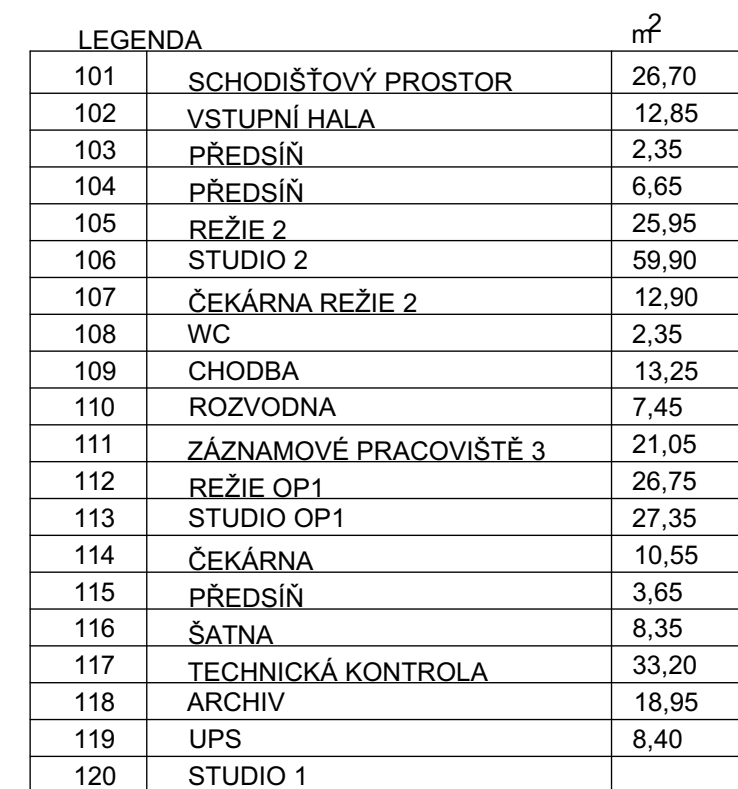 LEGENDA m2
101 SCHODIŠŤOVÝ PROSTOR 26,70
102 VSTUPNÍ HALA 12,85
103 PŘEDSÍŇ 2,35
104 PŘEDSÍŇ 6,65
105 REŽIE 2 25,95
106 STUDIO 2 59,90
107 ČEKÁRNA REŽIE 2 12,90
108 WC 2,35
109 CHODBA 13,25
110 ROZVODNA 7,45
111 ZÁZNAMOVÉ PRACOVIŠTĚ 3 21,05
112 REŽIE OP1 26,75
113 STUDIO OP1 27,35
114 ČEKÁRNA 10,55
115 PŘEDSÍŇ 3,65
116 ŠATNA 8,35
117 TECHNICKÁ KONTROLA 33,20
118 ARCHIV 18,95
119 UPS 8,40
120 STUDIO 1